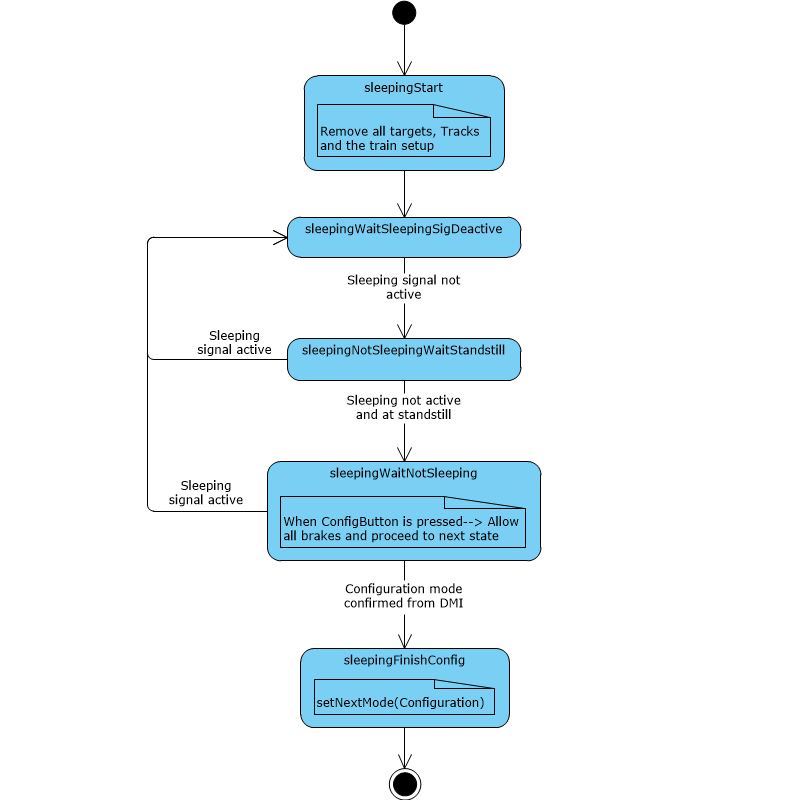 sleepingStart
Remove all targets, Tracks
and the train setup
sleepingWaitSleepingSigDeactive
Sleeping signal not
active
Sleeping
signal active
sleepingNotSleepingWaitStandstill
Sleeping not active
and at standstill
sleepingWaitNotSleeping
Sleeping
signal active
When ConfigButton is pressed--> Allow
all brakes and proceed to next state
Configuration mode
confirmed from DMI
sleepingFinishConfig
setNextMode(Configuration)